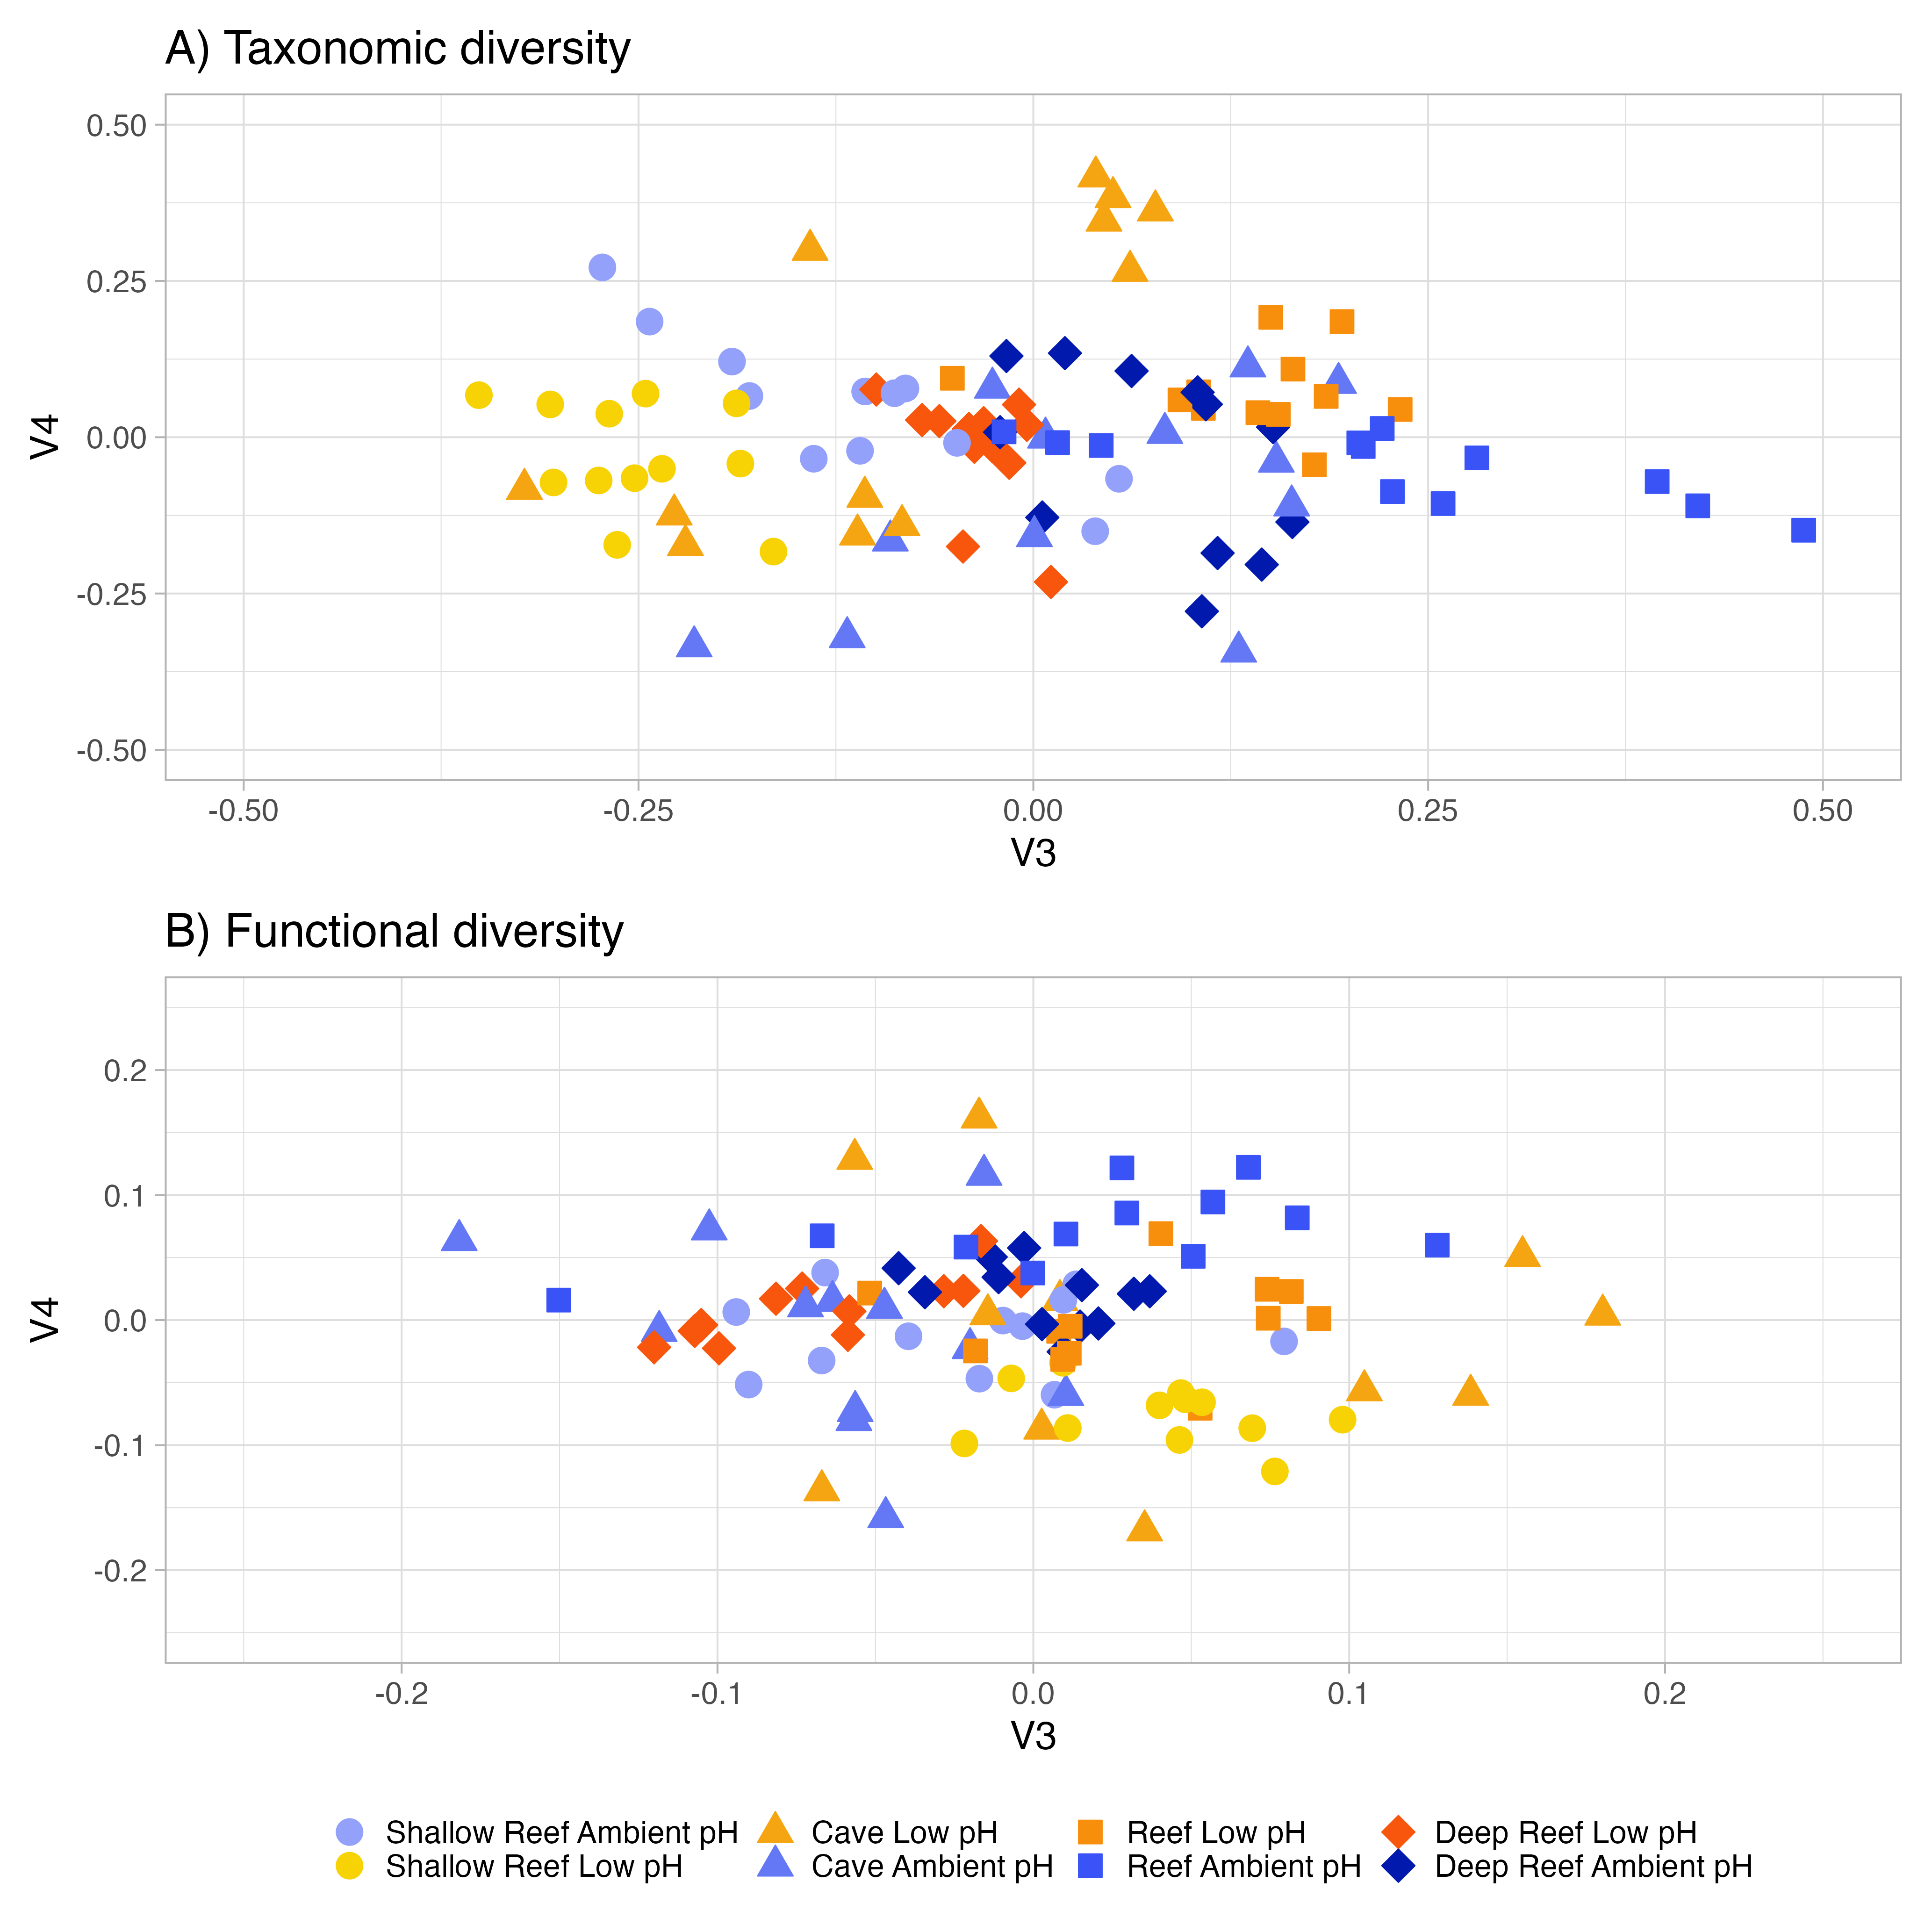 A) Taxonomic diversity
0.50
0.25
0.00
-0.25
-0.50
V4
-0.50 -0.25 0.00 0.25 0.50
V3
B) Functional diversity
0.2
0.1
0.0
-0.1
-0.2
V4
-0.2 -0.1 0.0 0.1 0.2
V3
Shallow Reef Ambient pH Cave Low pH Reef Low pH Deep Reef Low pH
Shallow Reef Low pH Cave Ambient pH Reef Ambient pH Deep Reef Ambient pH